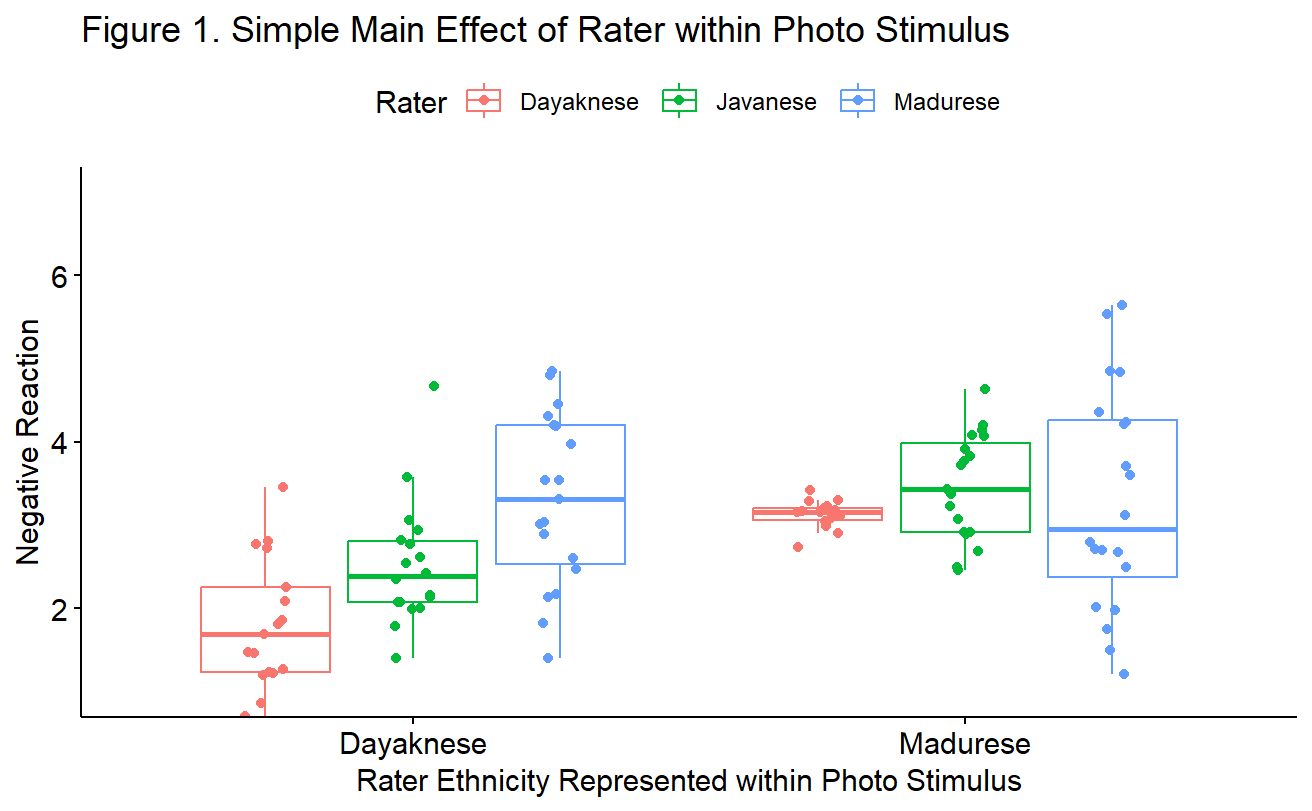 Figure 1. Simple Main Effect of Rater within Photo Stimulus
Rater Dayaknese Javanese Madurese
6
4
2
Negative Reaction
Dayaknese Madurese
Rater Ethnicity Represented within Photo Stimulus